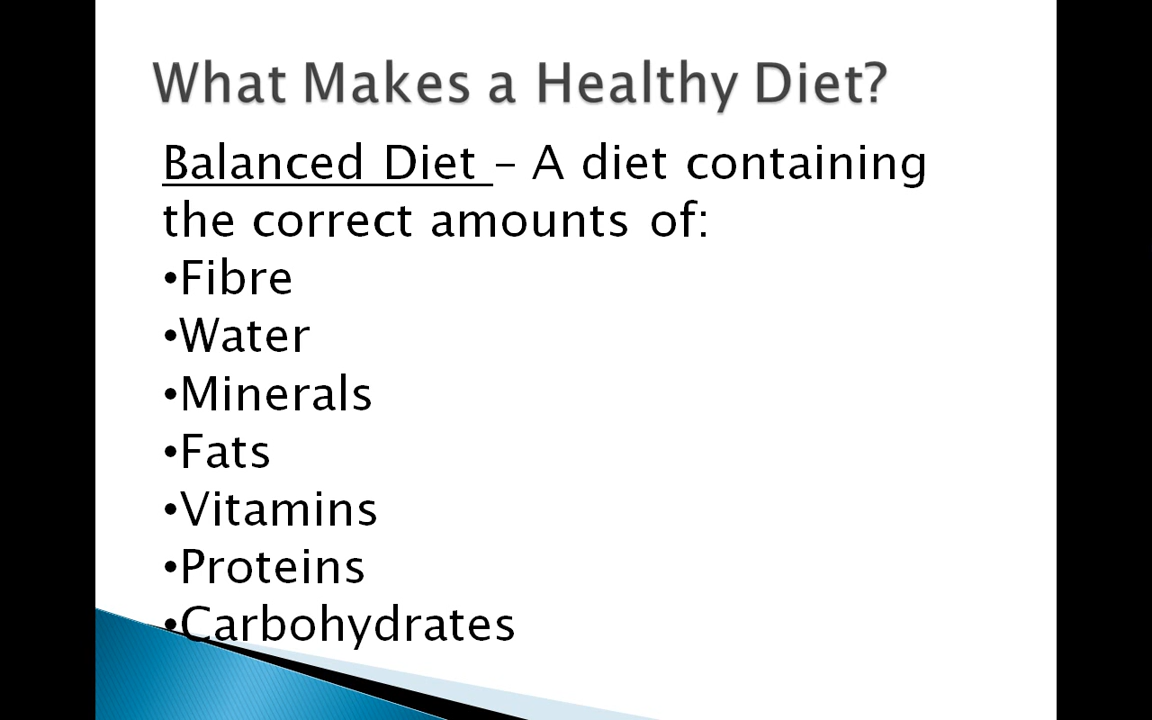 What Makes a Healthy Diet?
Balanced Diet – A diet containing
the correct amounts of:
•Fibre
•Water
•Minerals
•Fats
•Vitamins
•Proteins
•Carbohydrates